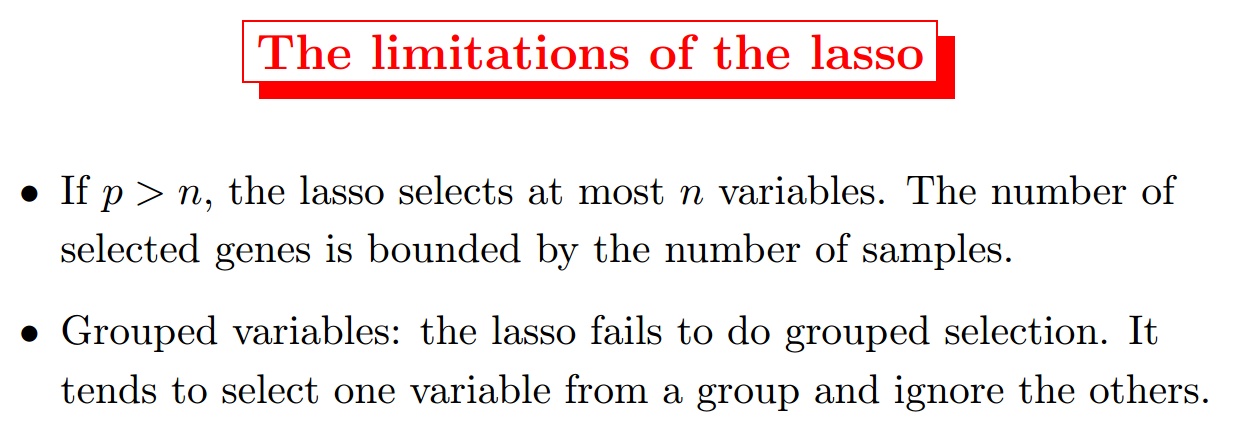 The limitations of the lasso
• If p > n, the lasso selects at most n variables. The number of
selected genes is bounded by the number of samples.
• Grouped variables: the lasso fails to do grouped selection. It
tends to select one variable from a group and ignore the others.